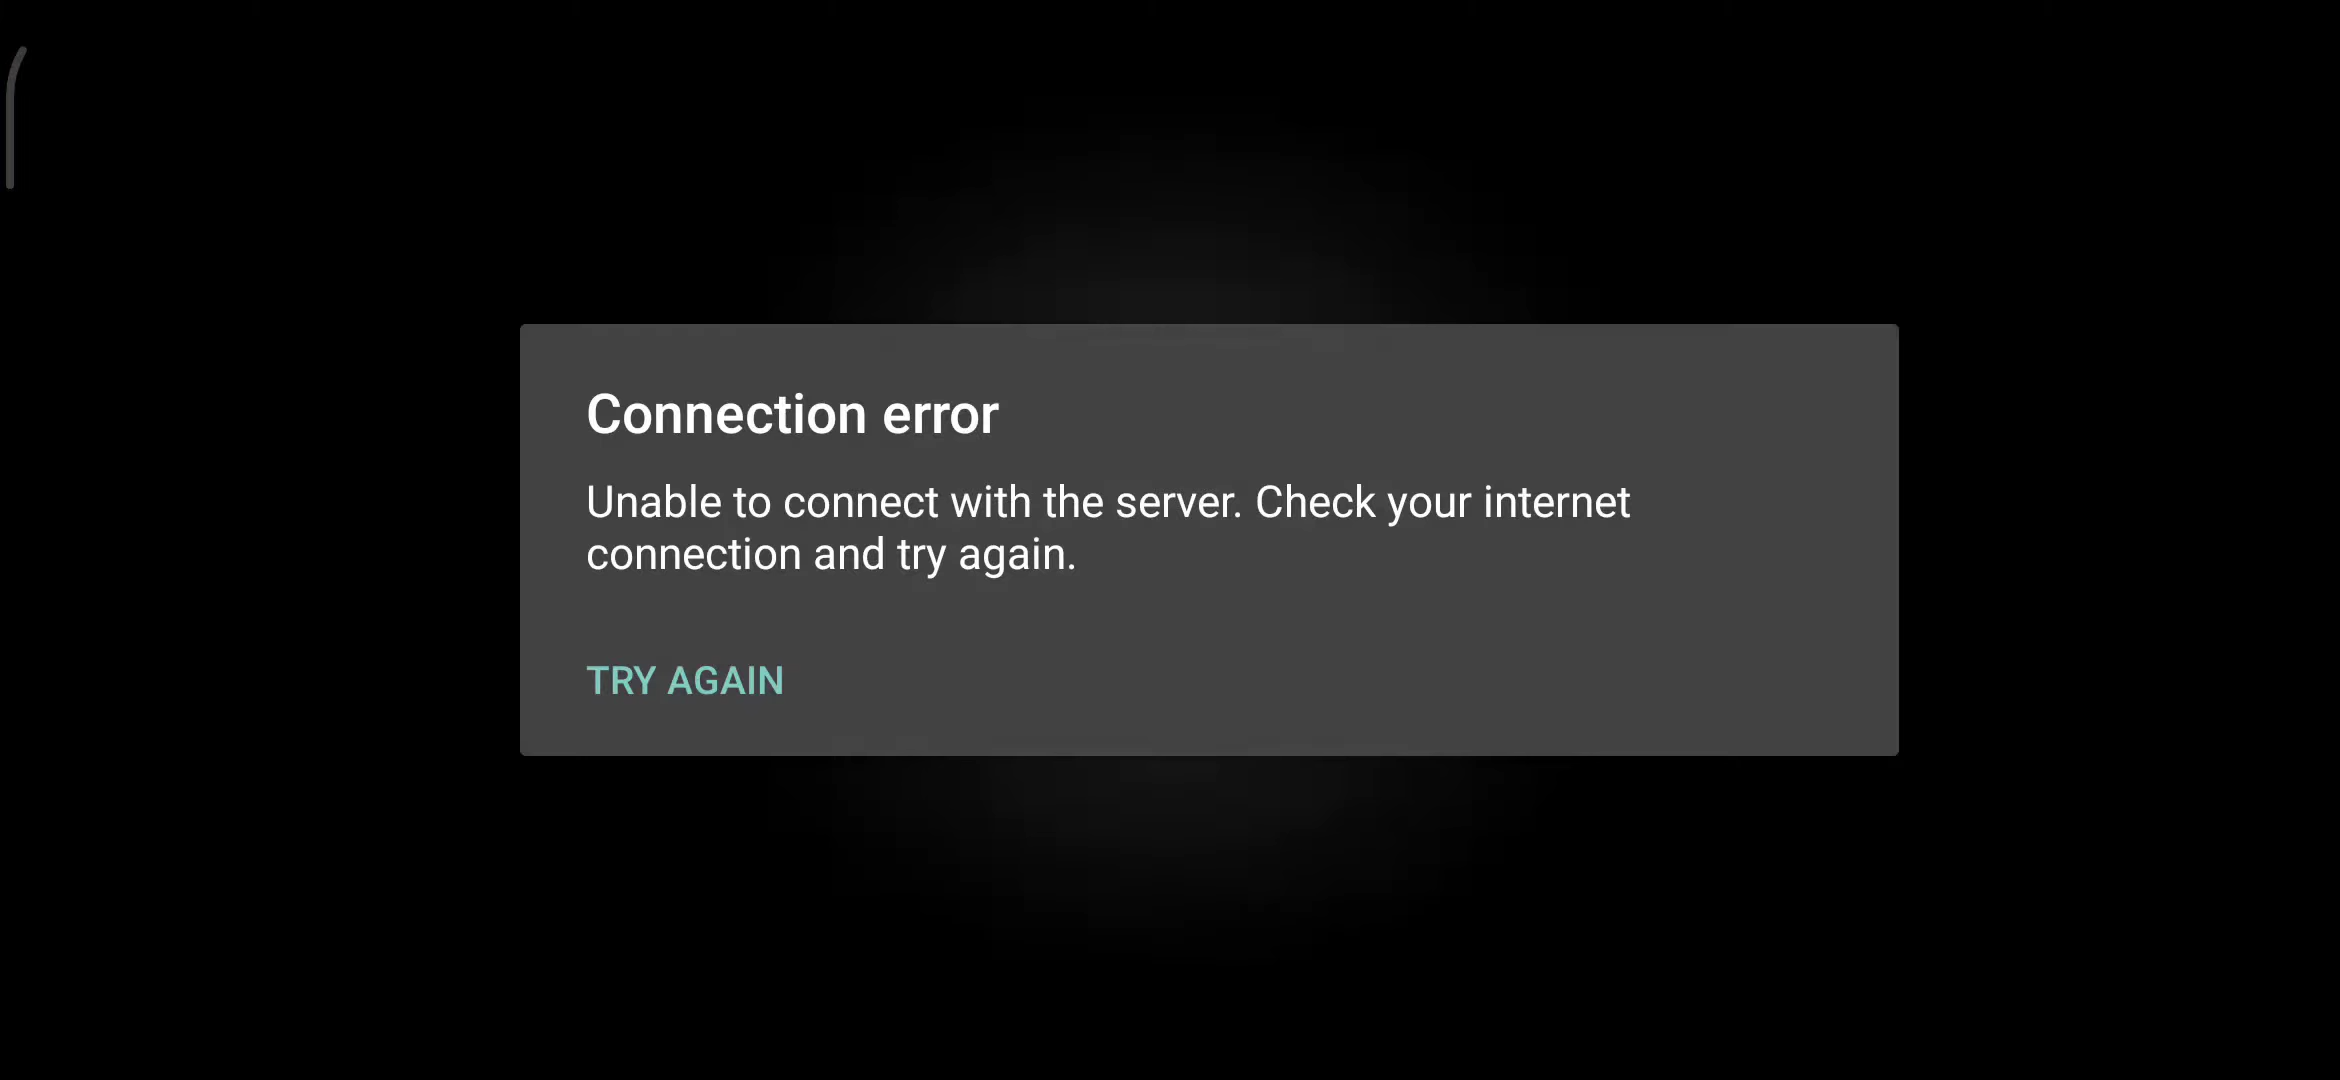 Connection error
Unable to connect with the server. Check your internet
connection and try again.
TRY AGAIN